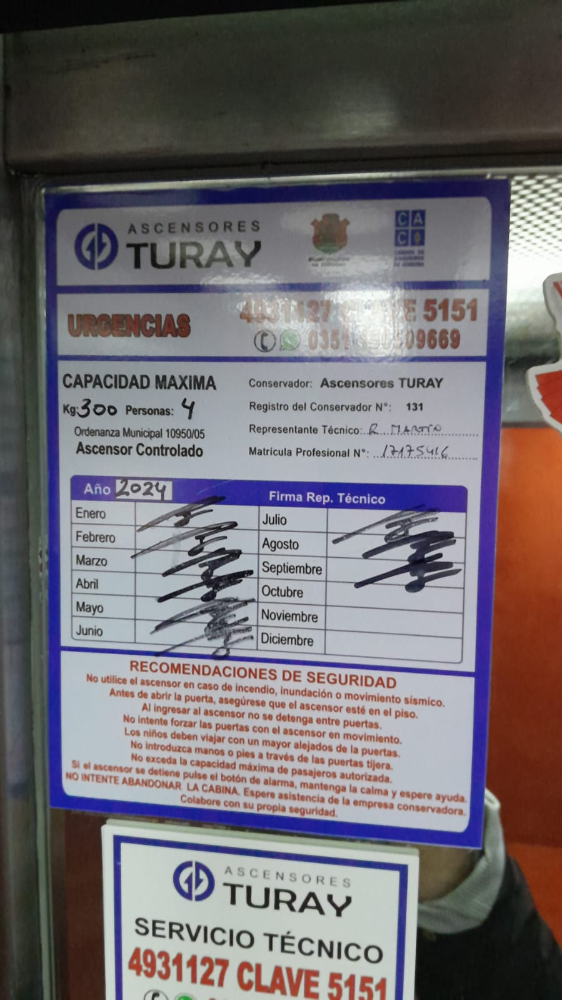 ASCENSORES
TURAY
CA
C
CÁMARA DE
ASCENSORES
DE CÓRDOBA
URGENCIAS
4931127 CLAVE 5151
0351 09669
CAPACIDAD MAXIMA
Kg: 300 Personas: 4
Ordenanza Municipal 10950/05
Ascensor Controlado
Conservador: Ascensores TURAY
Registro del Conservador N°: 131
Representante Técnico: R. MARTIN
Matrícula Profesional N°: 17175416
Año 2024
Firma Rep. Técnico
Enero
Febrero
Marzo
Abril
Mayo
Junio
Julio
Agosto
Septiembre
Octubre
Noviembre
Diciembre
RECOMENDACIONES DE SEGURIDAD
No utilice el ascensor en caso de incendio, inundación o movimiento sísmico.
Antes de abrir la puerta, asegúrese que el ascensor esté en el piso.
Al ingresar al ascensor no se detenga entre puertas.
No intente forzar las puertas con el ascensor en movimiento.
Los niños deben viajar con un mayor alejados de la puertas.
No introduzca manos o pies a través de las puertas tijera.
No exceda la capacidad máxima de pasajeros autorizada.
Si el ascensor se detiene pulse el botón de alarma, mantenga la calma y espere ayuda.
NO INTENTE ABANDONAR LA CABINA. Espere asistencia de la empresa conservadora.
Colabore con su propia seguridad.
ASCENSORES
TURAY
SERVICIO TÉCNICO
4931127 CLAVE 5151